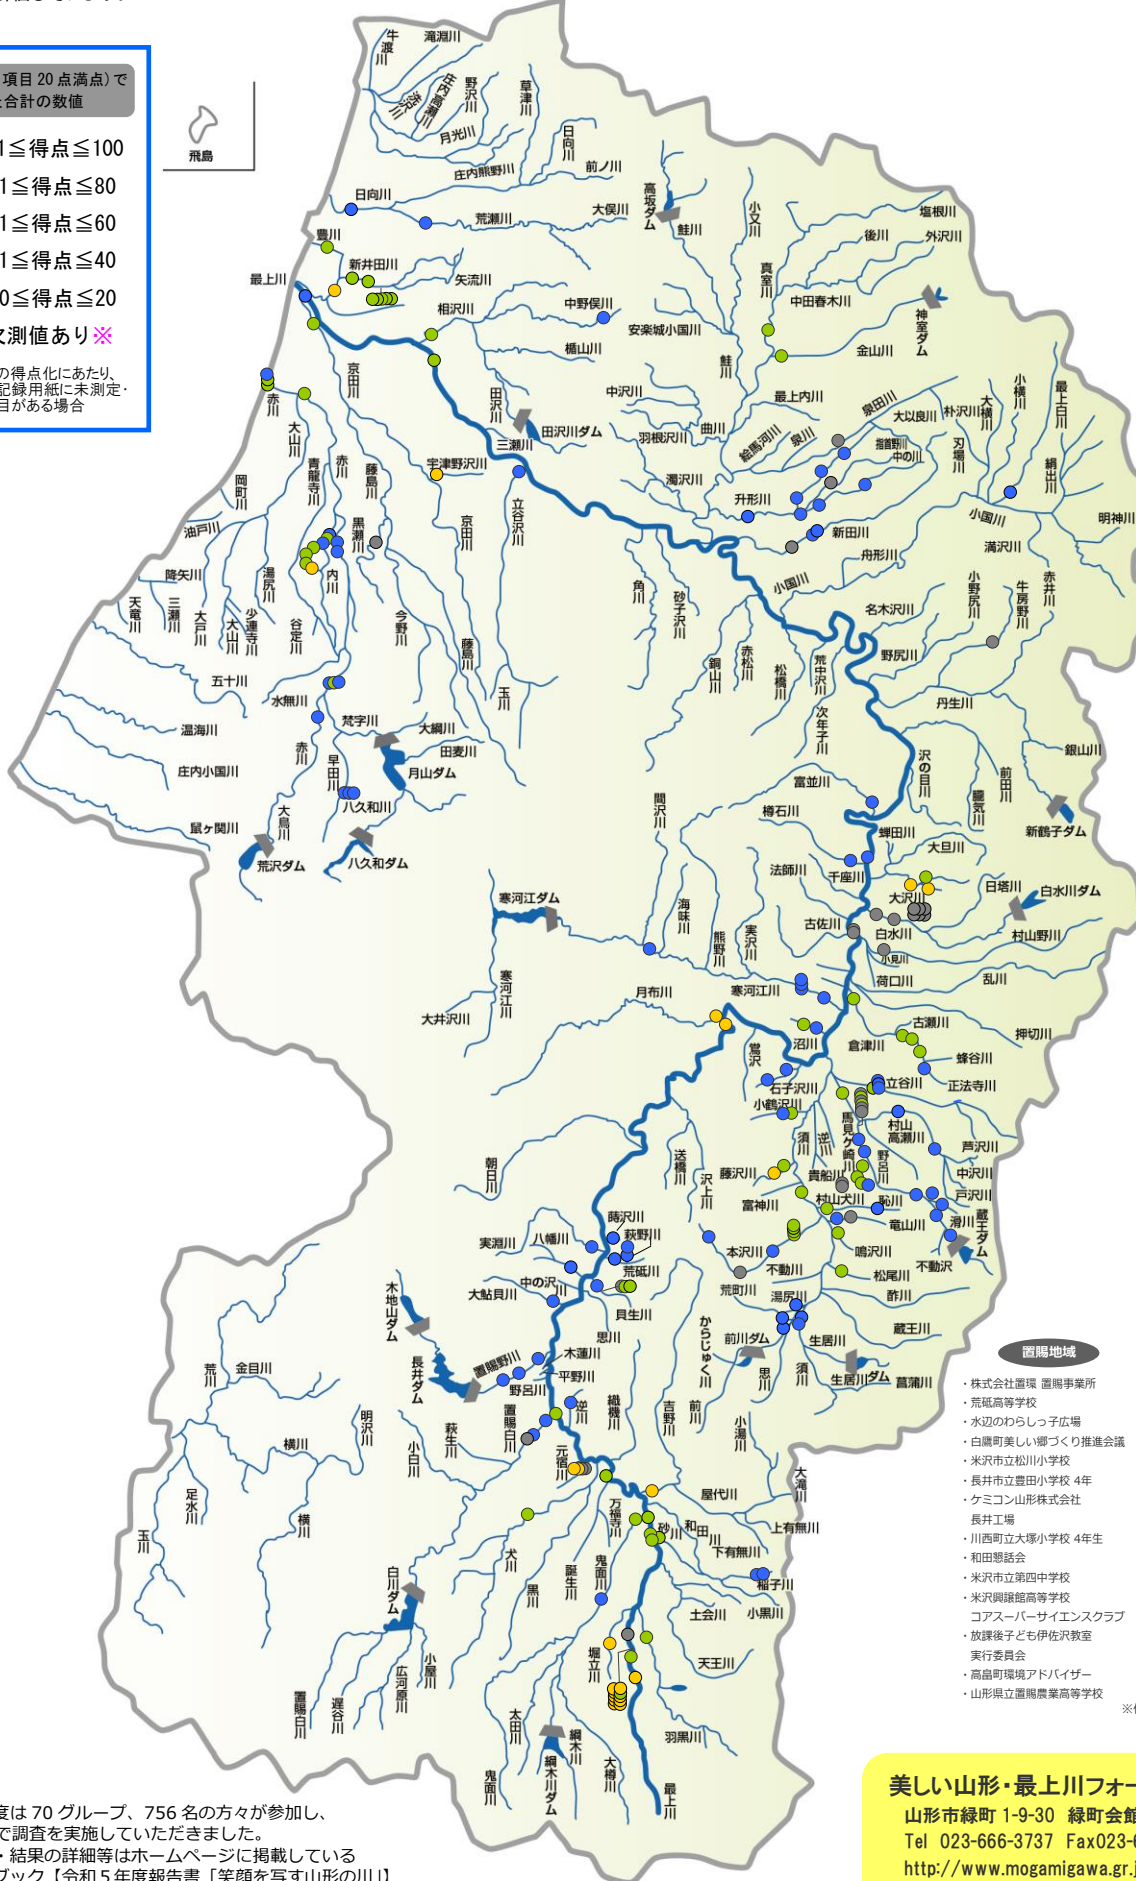 項目20点満点)で
合計の数値
1≦得点≦100
1≦得点≦80
1≦得点≦60
1≦得点≦40
0≦得点≦20
欠測値あり※
の得点化にあたり、
記録用紙に未測定・
目がある場合
飛島
牛渡川
滝淵川
洗沢川
庄内高瀬川
野沢川
草津川
月光川
日向川
庄内熊野川
前ノ川
日向川
荒瀬川
大俣川
高坂ダム
鮭川
小又川
塩根川
後川
外沢川
豊川
新井田川
矢流川
最上川
相沢川
中野俣川
楯山川
真室川
中田春木川
安楽城小国川
神室ダム
金山川
鮭川
京田川
田沢川
田沢川ダム
中沢川
最上内川
羽根沢川
曲川
絵馬河川
泉川
泉田川
大以良川
朴沢川
大横川
小横川
最上白川
指首野川
中の川
刃場川
絹出川
赤川
大山川
三瀬川
宇津野沢川
立谷沢川
濁沢川
升形川
新田川
小国川
明神川
満沢川
舟形川
小国川
岡町川
青龍寺川
赤川
藤島川
黒瀬川
京田川
油戸川
降矢川
湯尻川
内川
天竜川
三瀬川
大戸川
大山川
少連寺川
谷定川
今野川
藤島川
角川
砂子沢川
銅山川
赤松川
松橋川
荒中沢川
次年子川
名木沢川
野尻川
小野尻川
牛房野川
赤井川
丹生川
銀山川
五十川
水無川
温海川
庄内小国川
鼠ヶ関川
赤川
梵字川
大綱川
田麦川
月山ダム
早田川
八久和川
大鳥川
荒沢ダム
八久和ダム
玉川
沢の目川
朧気川
前田川
新鶴子ダム
富並川
樽石川
蝉田川
大旦川
法師川
千座川
大沢川
日塔川
白水川ダム
古佐川
白水川
村山野川
小見川
荷口川
乱川
間沢川
海味川
熊野川
実沢川
寒河江ダム
寒河江川
大井沢川
月布川
寒河江川
沼川
倉津川
古瀬川
押切川
蜂谷川
正法寺川
鶯沢
石子沢川
小鶴沢川
立谷川
村山高瀬川
馬見ヶ崎川
須川
逆川
野呂川
芦沢川
中沢川
戸沢川
藤沢川
貴船川
富神川
村山犬川
恥川
竜山川
滑川
蔵王ダム
不動沢
鳴沢川
本沢川
不動川
松尾川
荒町川
湯尻川
酢川
蔵王川
朝日川
送橋川
沢上川
蒔沢川
萩野川
実淵川
八幡川
荒砥川
中の沢川
大鮎貝川
貝生川
思川
木地山ダム
長井ダム
置賜野川
木蓮川
平野川
野呂川
からじゅく川
前川ダム
思川
須川
生居川
生居川ダム
菖蒲川
荒川
金目川
明沢川
横川
小白川
萩生川
置賜白川
逆川
織機川
元宿川
吉野川
前川
小湯川
大滝川
足水川
玉川
横川
屋代川
上有無川
万福寺川
砂川
和田川
下有無川
稲子川
犬川
黒川
誕生川
鬼面川
土会川
小黒川
白川ダム
小屋川
広河原川
遅谷川
置賜白川
堀立川
天王川
羽黒川
太田川
綱木川
綱木川ダム
鬼面川
大樽川
最上川
置賜地域
・株式会社置環 置賜事業所
・荒砥高等学校
・水辺のわらしっ子広場
・白鷹町美しい郷づくり推進会議
・米沢市立松川小学校
・長井市立豊田小学校 4年
・ケミコン山形株式会社
長井工場
・川西町立大塚小学校 4年生
・和田懇話会
・米沢市立第四中学校
・米沢興譲館高等学校
コアスーパーサイエンスクラブ
・放課後子ども伊佐沢教室
実行委員会
・高畠町環境アドバイザー
・山形県立置賜農業高等学校
度は70グループ、756名の方々が参加し、
で調査を実施していただきました。
・結果の詳細等はホームページに掲載している
ブック【令和5年度報告書「笑顔を写す山形の川」】
美しい山形・最上川フォー
山形市緑町1-9-30 緑町会館
Tel 023-666-3737 Fax023-6
http://www.mogamigawa.gr.j